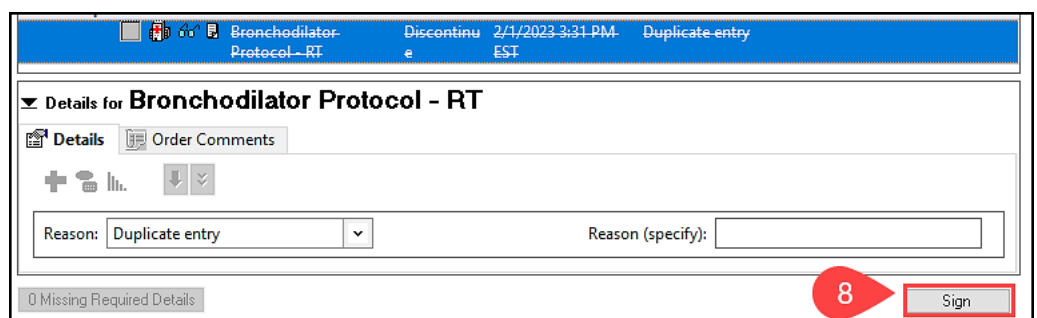 Bronchodilator Discontinu 2/1/2023 3:31 PM Duplicate entry
Protocol - RT e EST
Details for Bronchodilator Protocol - RT
Details Order Comments
Reason: Duplicate entry Reason (specify):
0 Missing Required Details 8 Sign